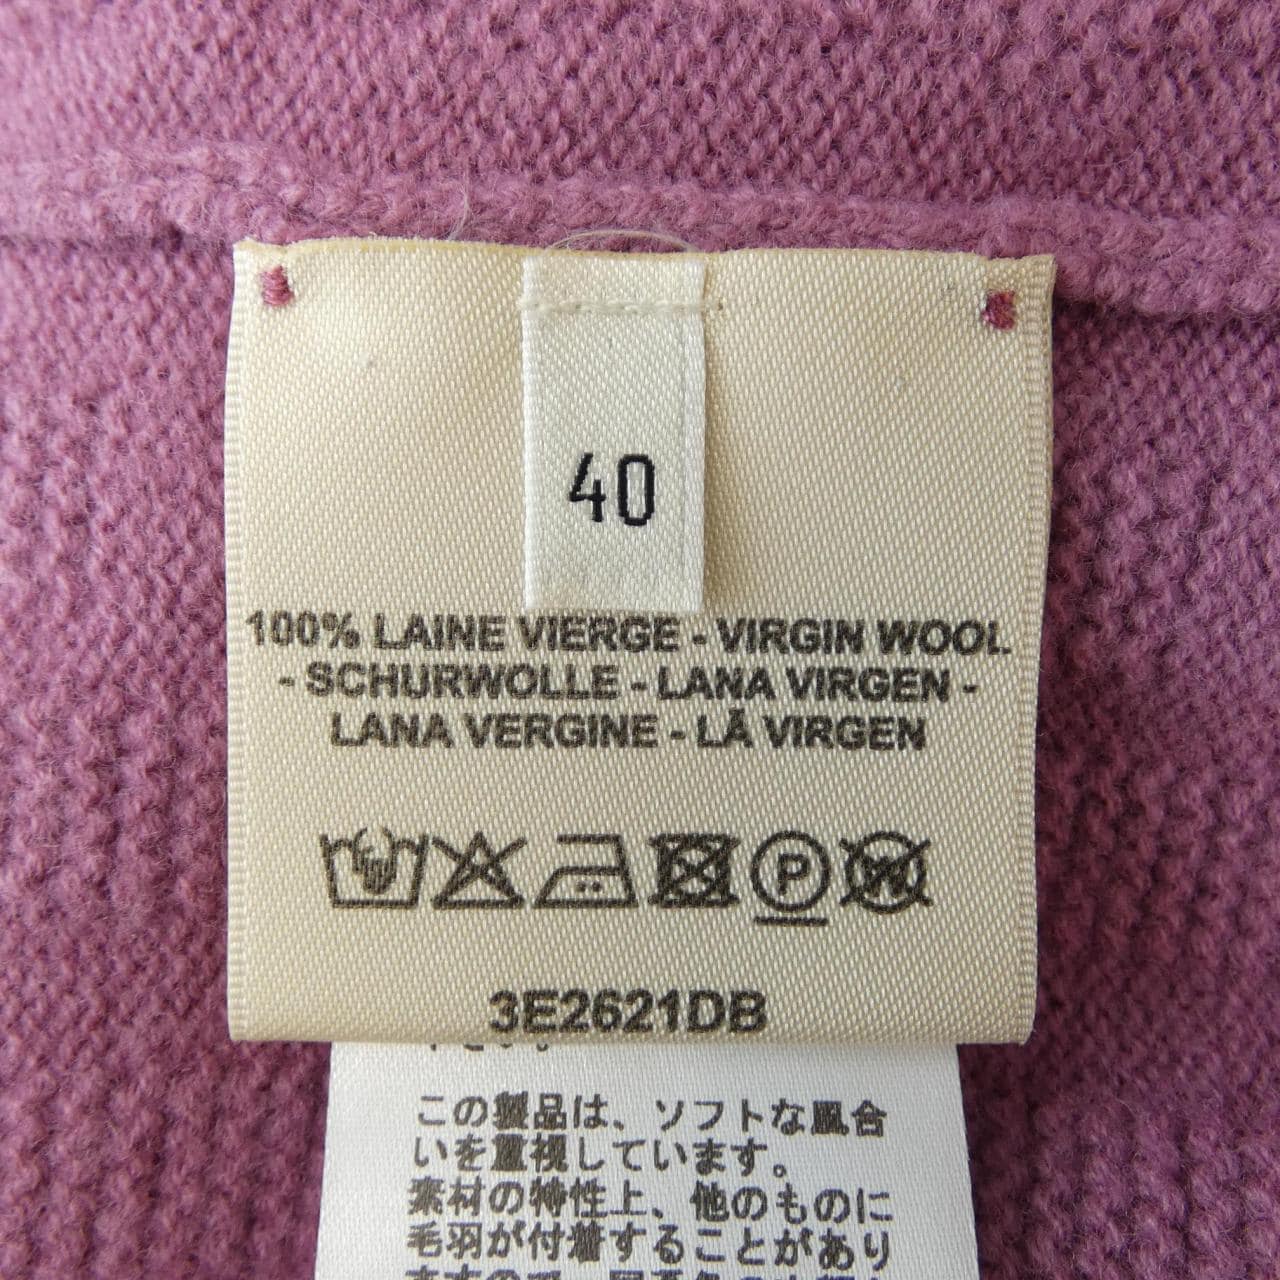 40
100% LAINE VIERGE - VIRGIN WOOL
- SCHURWOLLE - LANA VIRGEN -
LANA VERGINE - LÃ VIRGEN
P
W
3E2621DB
この製品は、ソフトな風合
いを重視しています。
素材の特性上、他のものに
毛羽が付着することがあり